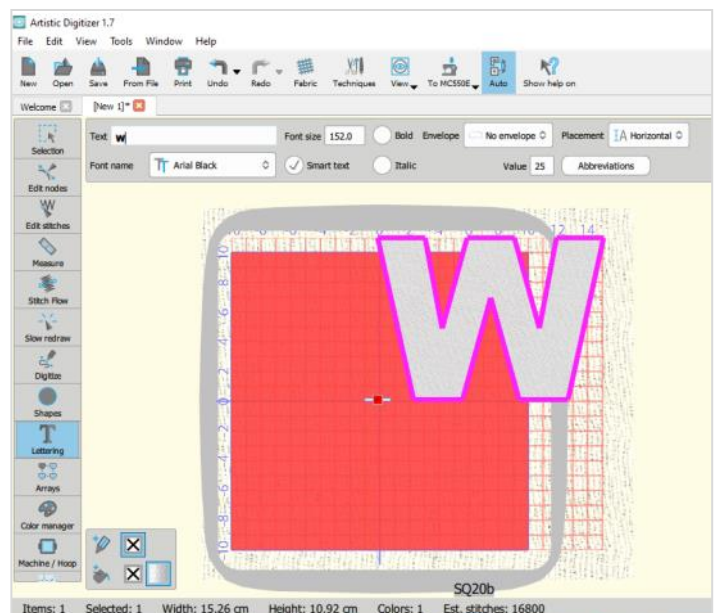 Artistic Digitizer 1.7
File Edit View Tools Window Help
New Open Save From File Print Undo Redo Fabric Techniques View To MC550E Auto Show help on
Welcome [New 1]*
Text w Font size 152.0 Bold Envelope No envelope Placement IA Horizontal
Font name TT Arial Black Smart text Italic Value 25 Abbreviations
Selection
Edit nodes
Edit stitches
Measure
Stitch Flow
Slow redraw
Digitize
Shapes
T
Lettering
Arrays
Color manager
Machine / Hoop
12 14
W
SQ20b
Items: 1 Selected: 1 Width: 15.26 cm Height: 10.92 cm Colors: 1 Est. stitches: 16800